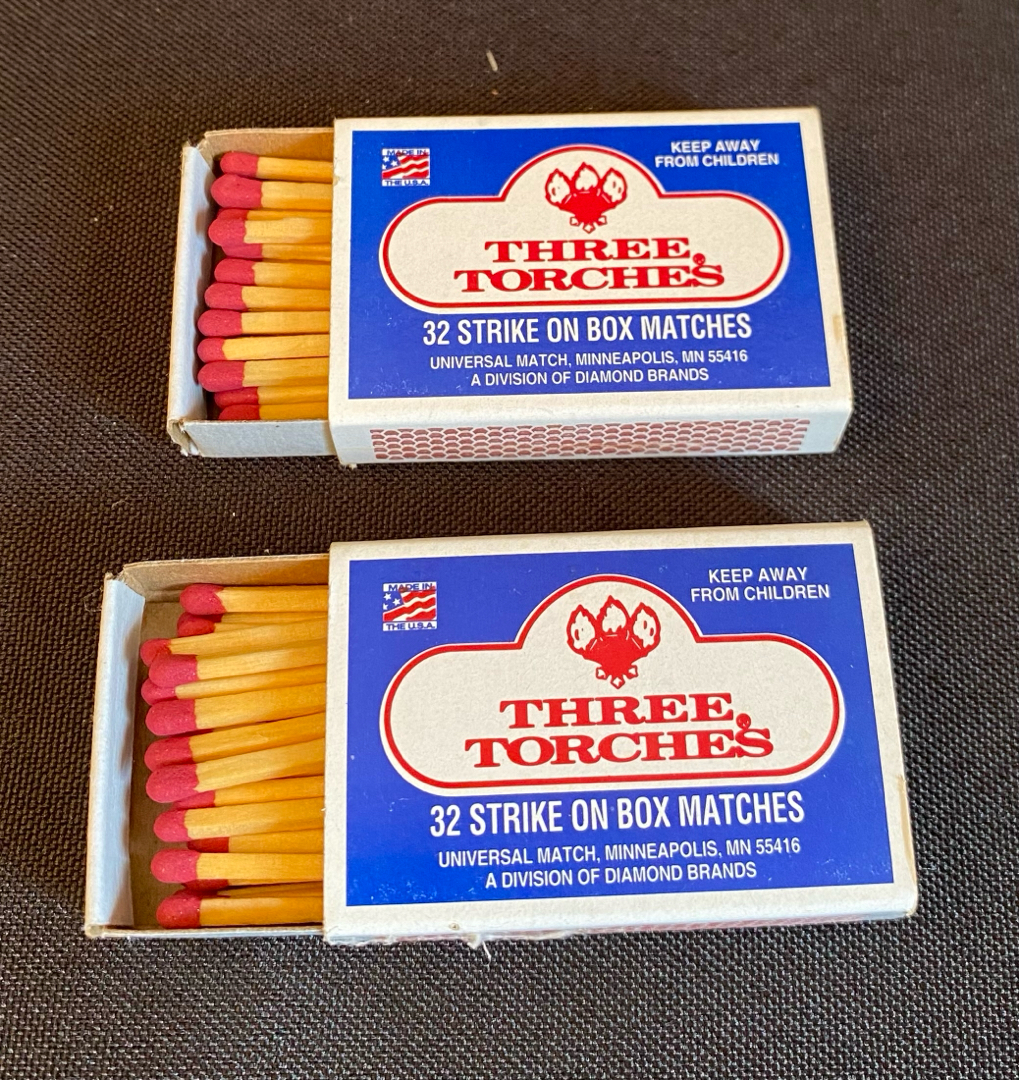 MADE IN
THE U.S.A.
KEEP AWAY
FROM CHILDREN
THREE
TORCHES
32 STRIKE ON BOX MATCHES
UNIVERSAL MATCH, MINNEAPOLIS, MN 55416
A DIVISION OF DIAMOND BRANDS
MADE IN
THE U.S.A.
KEEP AWAY
FROM CHILDREN
THREE
TORCHES
32 STRIKE ON BOX MATCHES
UNIVERSAL MATCH, MINNEAPOLIS, MN 55416
A DIVISION OF DIAMOND BRANDS